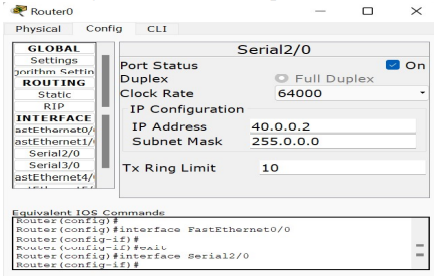 Router0
Physical Config CLI
GLOBAL
Settings
gorithm Settin
ROUTING
Static
RIP
INTERFACE
astEthernet0/
astEthernet1/
Serial2/0
Serial3/0
astEthernet4/
Serial2/0
Port Status On
Duplex Full Duplex
Clock Rate 64000
IP Configuration
IP Address 40.0.0.2
Subnet Mask 255.0.0.0
Tx Ring Limit 10
Equivalent IOS Commands
Router(config)#
Router(config)#interface FastEthernet0/0
Router(config-if)#
Router(config-if)#exit
Router(config)#interface Serial2/0
Router(config-if)#